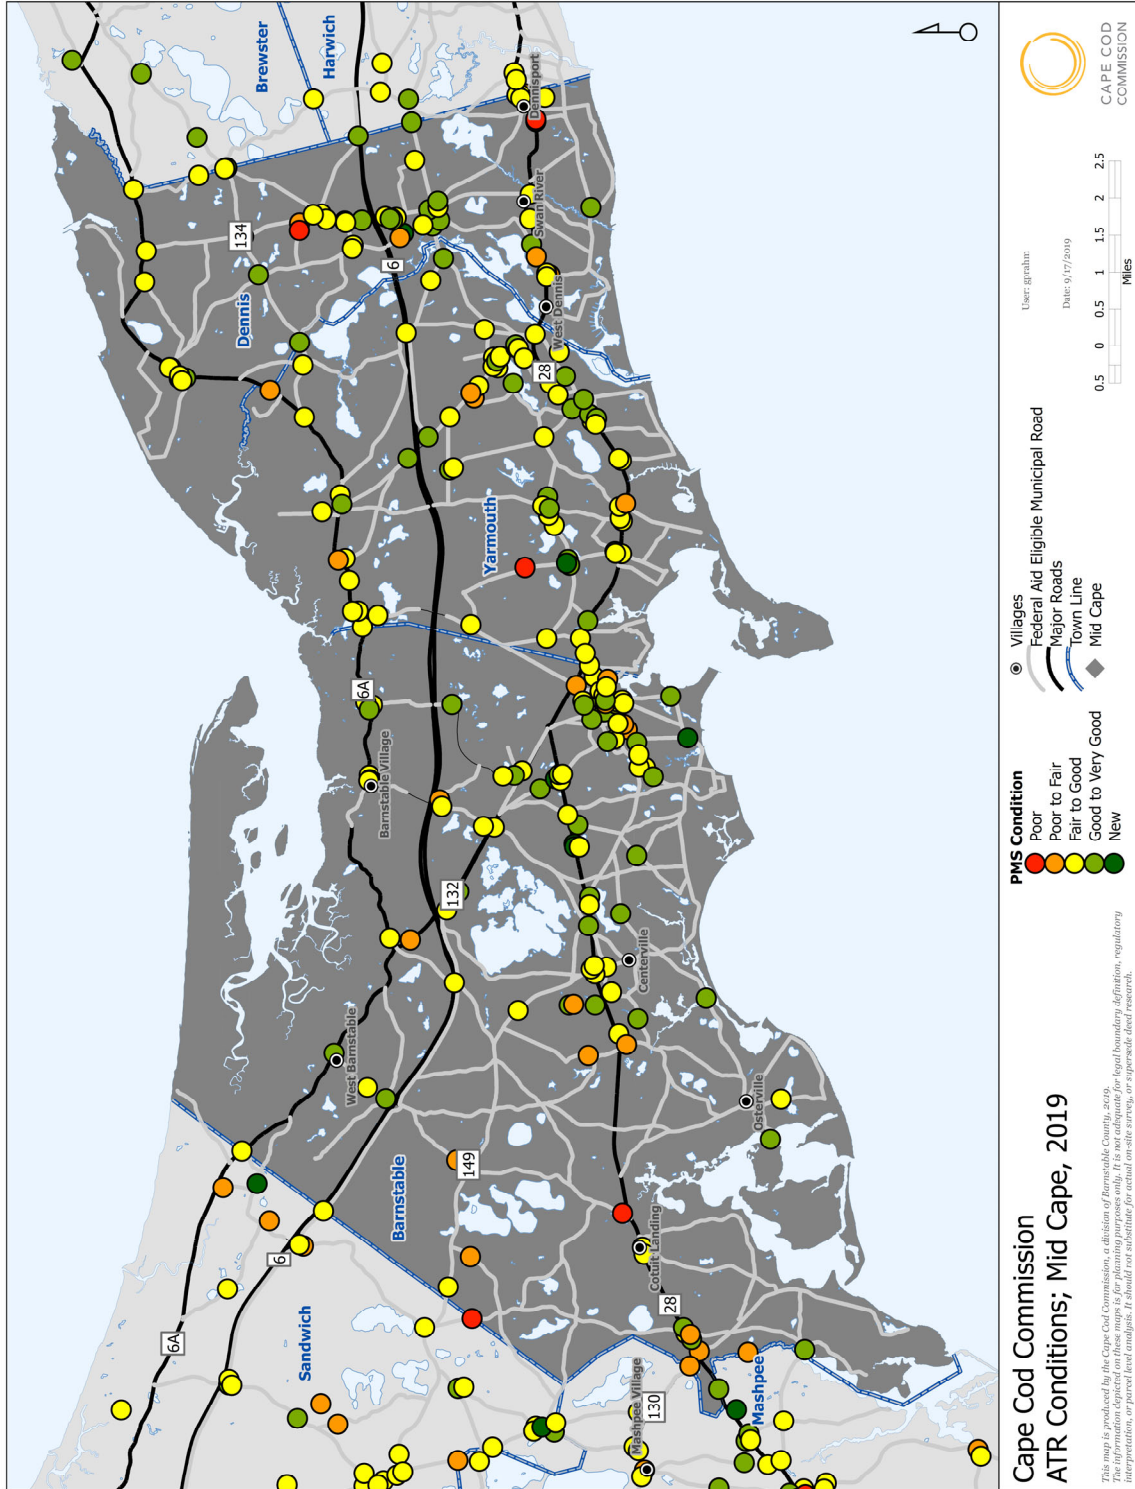 Cape Cod Commission
ATR Conditions; Mid Cape, 2019
This map is produced by the Cape Cod Commission, a division of Barnstable County, 2019.
The information depicted on these maps is for planning purposes only. It is not adequate for legal boundary definition, regulatory
interpretation, or parcel level analysis. It should not substitute for actual on-site survey, or supersede deed research.
PMS Condition
Poor
Poor to Fair
Fair to Good
Good to Very Good
New
Villages
Federal Aid Eligible Municipal Road
Major Roads
Town Line
Mid Cape
User: gprahm
Date: 9/17/2019
0.5 0 0.5 1 1.5 2 2.5
Miles
CAPE COD
COMMISSION
6A
Sandwich
6
Mashpee Village
130
Mashpee
28
Cotuit Landing
Barnstable
149
West Barnstable
Osterville
Centerville
132
Barnstable Village
6A
Yarmouth
28
West Dennis
Swan River
Dennisport
Dennis
134
6
Brewster
Harwich